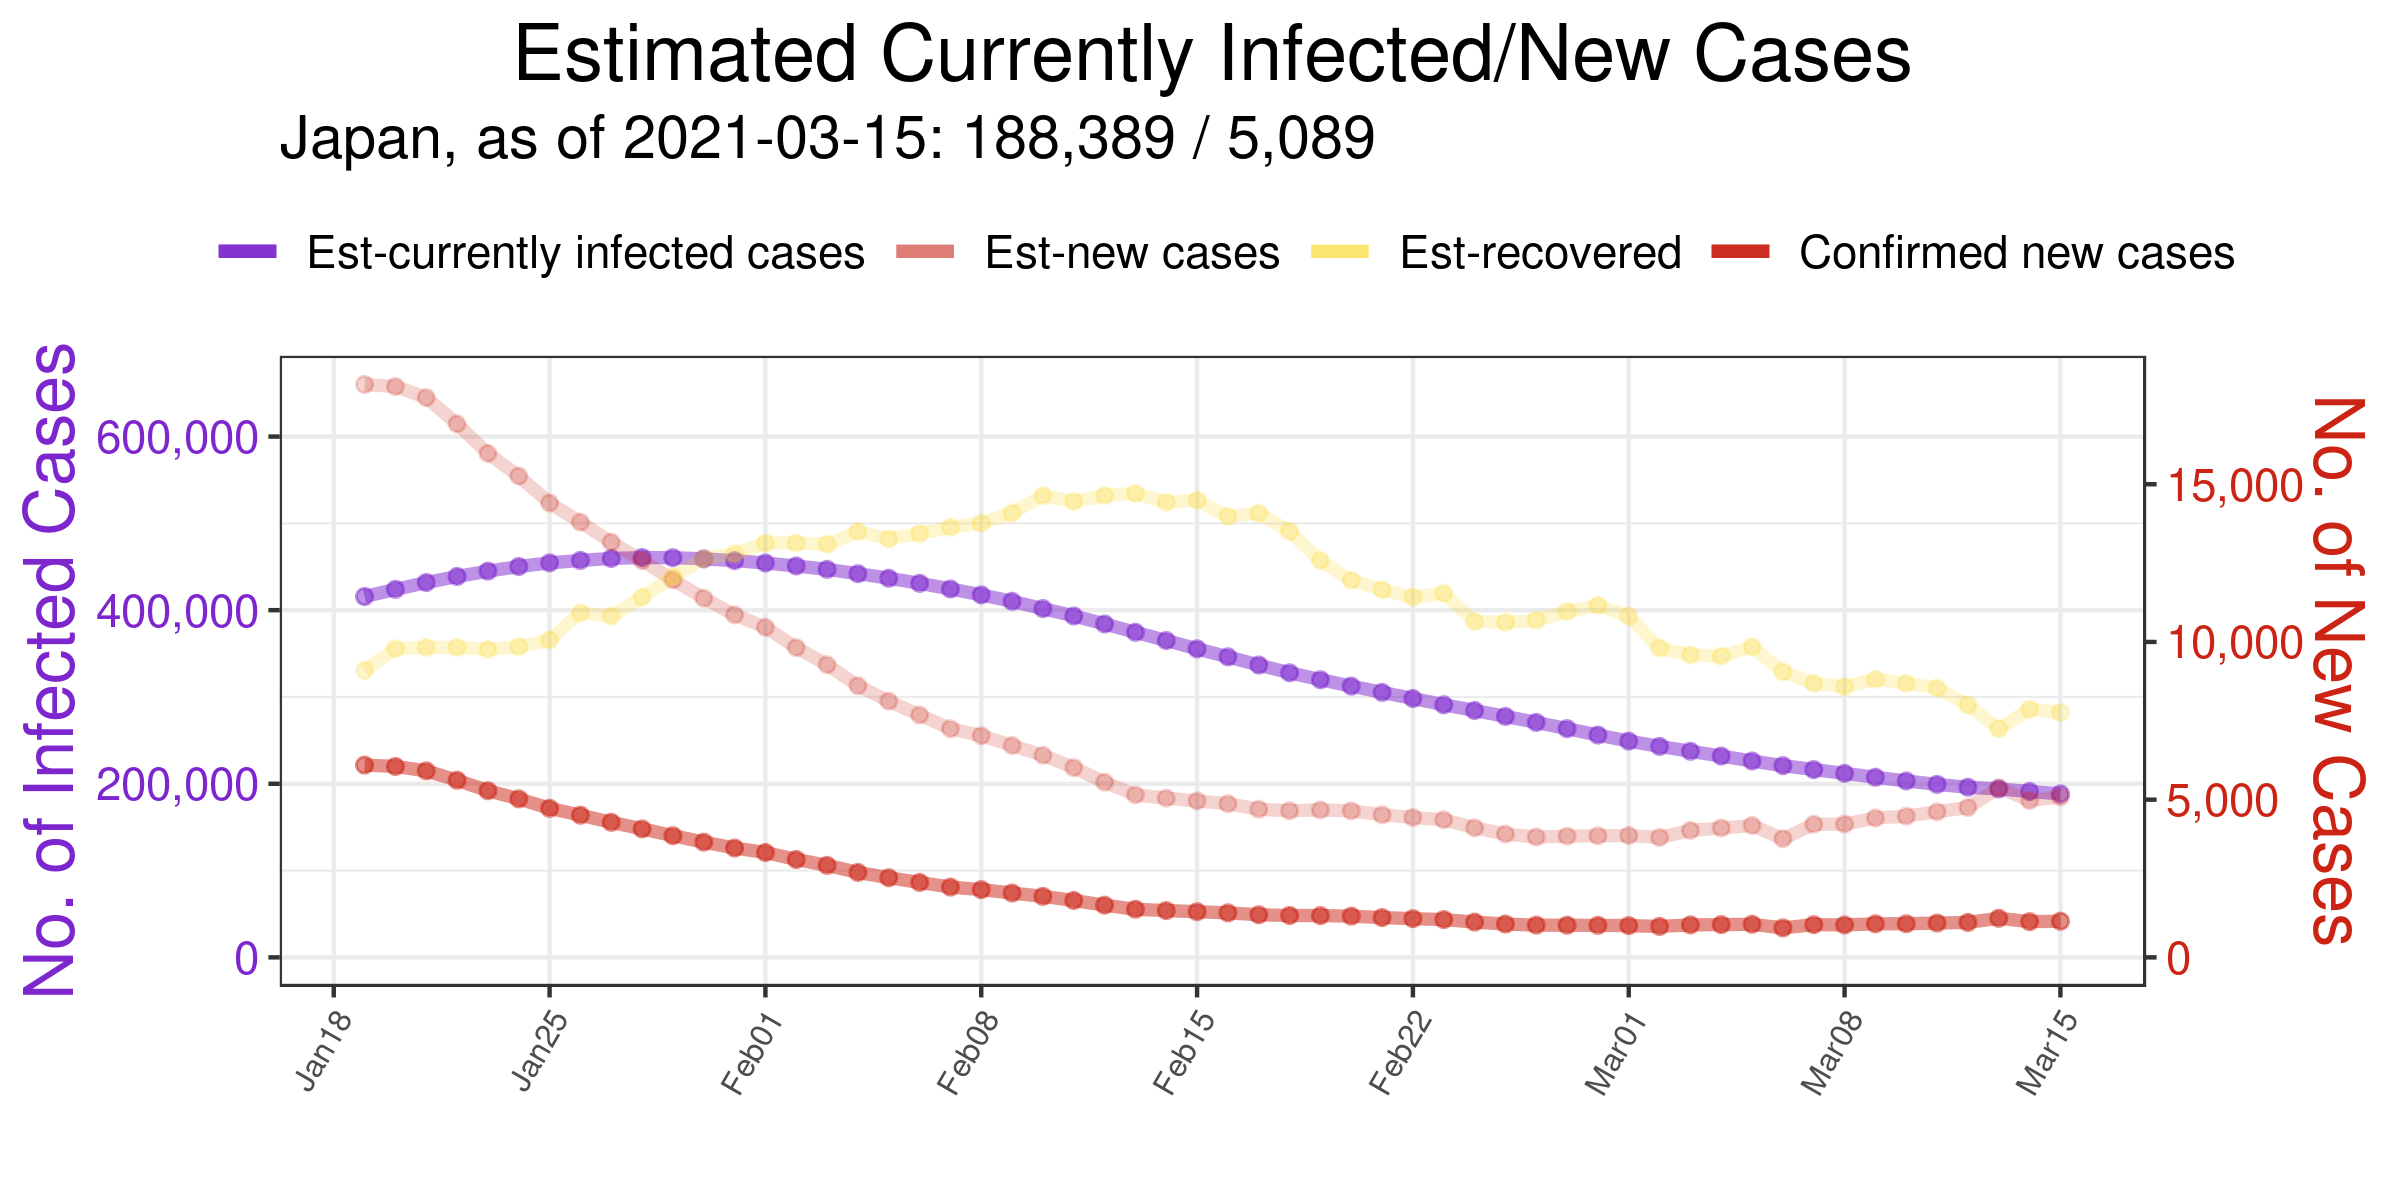 Estimated Currently Infected/New Cases
Japan, as of 2021-03-15: 188,389 / 5,089
Est-currently infected cases Est-new cases Est-recovered Confirmed new cases
No. of Infected Cases
600,000
400,000
200,000
0
15,000
10,000
5,000
0
No. of New Cases
Jan18 Jan25 Feb01 Feb08 Feb15 Feb22 Mar01 Mar08 Mar15